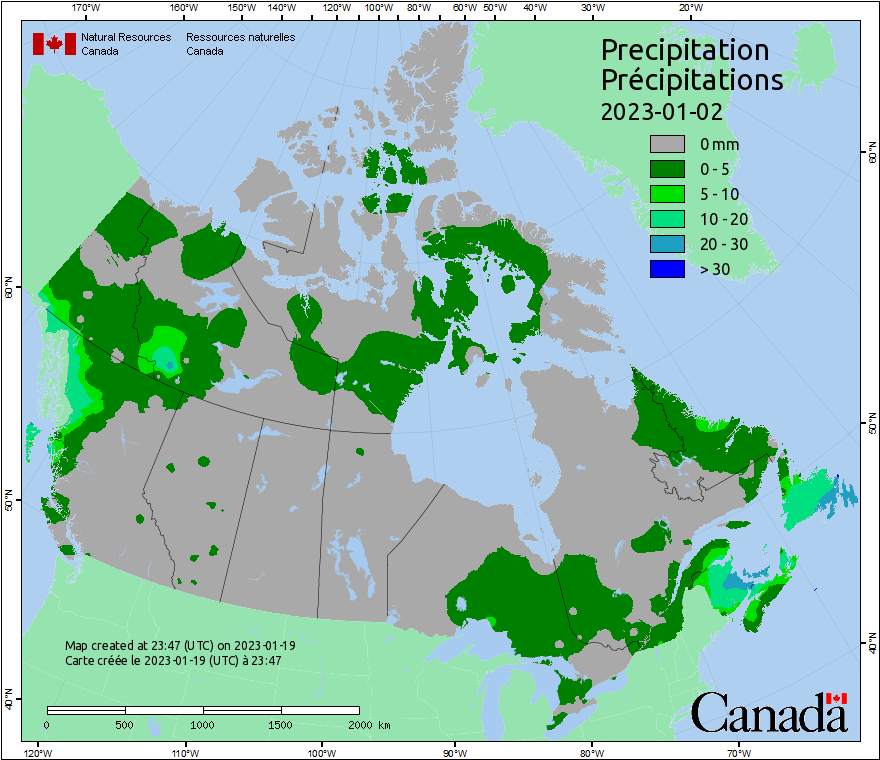 170°W 160°W 150°W 140°W 130°W 120°W 110°W 100°W 90°W 80°W 60°W 50°W 40°W 30°W 20°W
Natural Resources Ressources naturelles
Canada Canada
Precipitation
Précipitations
2023-01-02
0 mm
0 - 5
5 - 10
10 - 20
20 - 30
> 30
60°N 60°N
50°N
50°N
40°N
40°N
Map created at 23:47 (UTC) on 2023-01-19
Carte créée le 2023-01-19 (UTC) à 23:47
0 500 1000 1500 2000 km
Canada
120°W 110°W 100°W 90°W 80°W 70°W